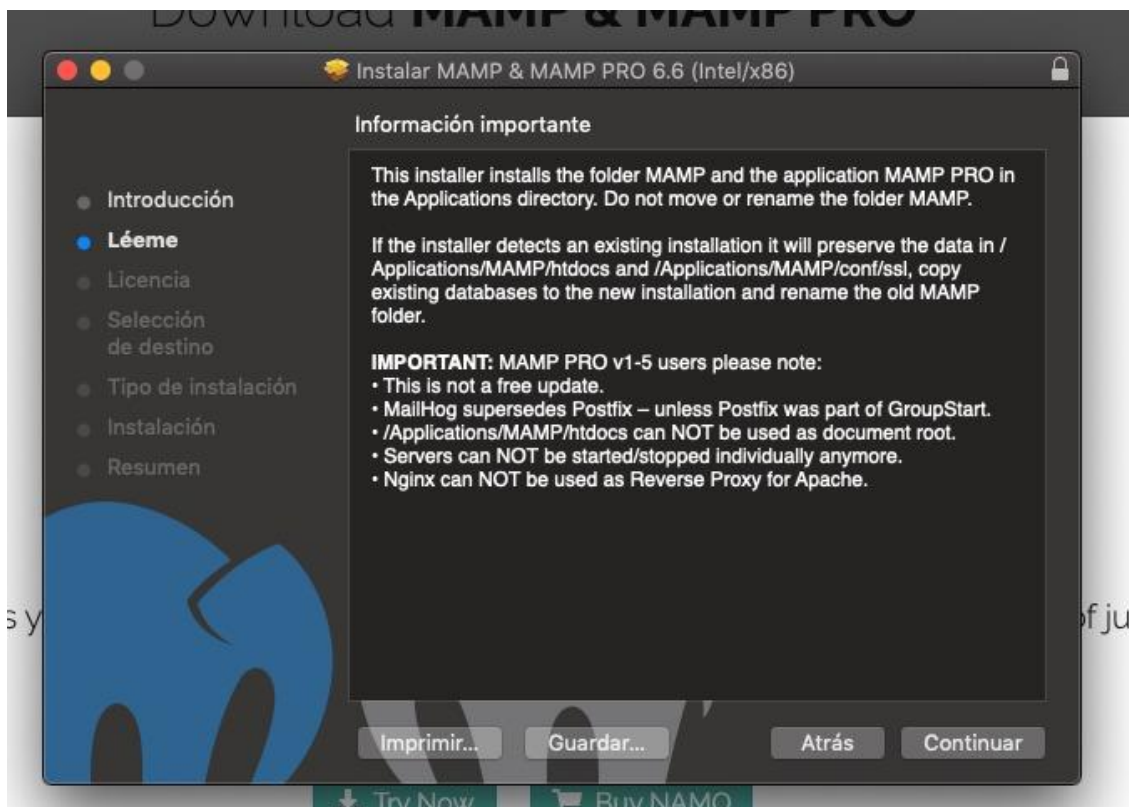 Download MAMP & MAMP PRO
Instalar MAMP & MAMP PRO 6.6 (Intel/x86)
Información importante
Introducción
Léeme
Licencia
Selección
de destino
Tipo de instalación
Instalación
Resumen
This installer installs the folder MAMP and the application MAMP PRO in
the Applications directory. Do not move or rename the folder MAMP.
If the installer detects an existing installation it will preserve the data in /
Applications/MAMP/htdocs and /Applications/MAMP/conf/ssl, copy
existing databases to the new installation and rename the old MAMP
folder.
IMPORTANT: MAMP PRO v1-5 users please note:
• This is not a free update.
• MailHog supersedes Postfix – unless Postfix was part of GroupStart.
• /Applications/MAMP/htdocs can NOT be used as document root.
• Servers can NOT be started/stopped individually anymore.
• Nginx can NOT be used as Reverse Proxy for Apache.
s y
of ju
Imprimir...
Guardar...
Atrás
Continuar
Try Now
Buy NAMO